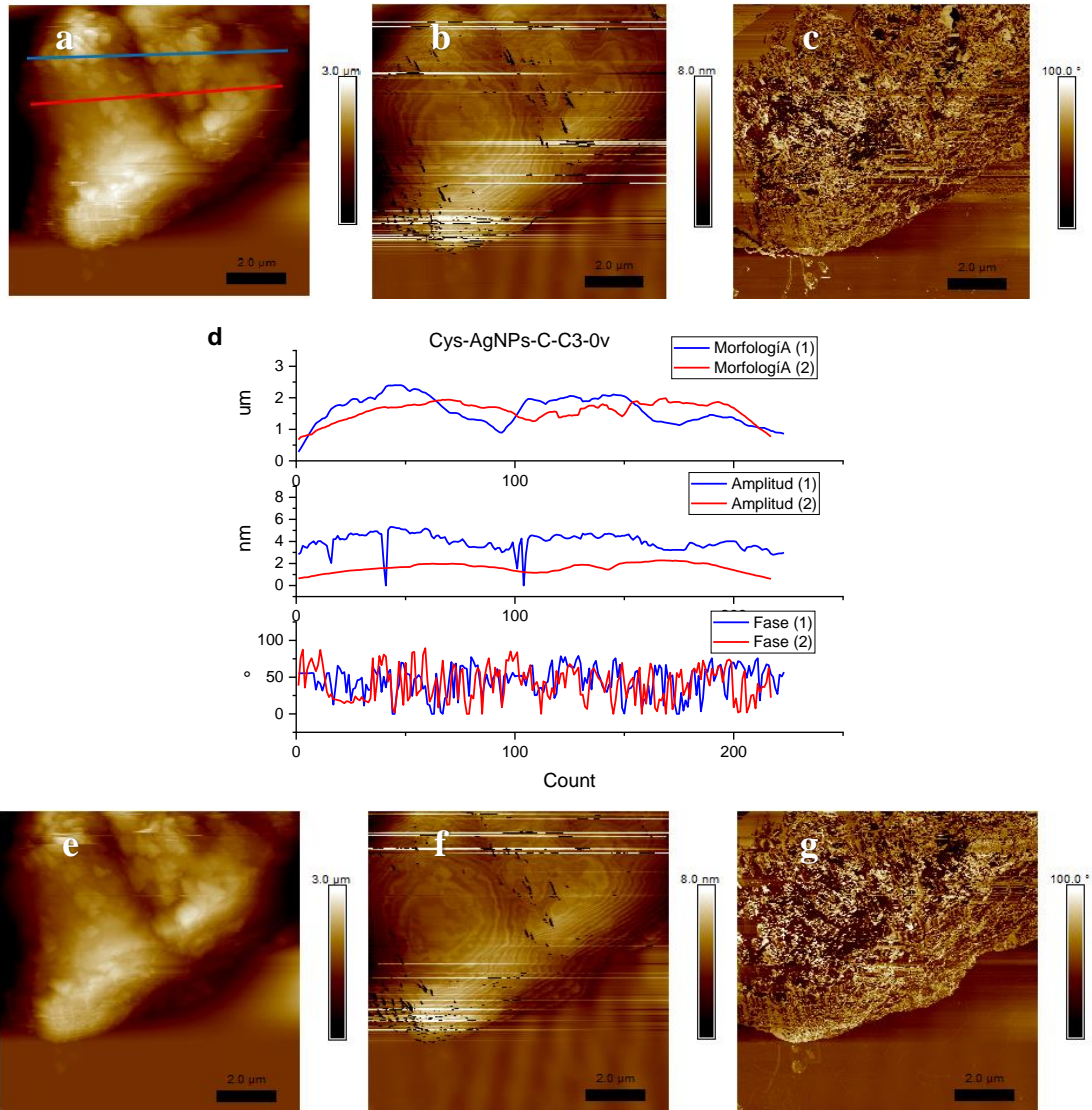 a
b
c
3.0 µm
8.0 nm
100.0 °
2.0 µm
2.0 µm
2.0 µm
d
Cys-AgNPs-C-C3-0v
MorfologíA (1)
MorfologíA (2)
um
3
2
1
0
0
100
Amplitud (1)
Amplitud (2)
nm
8
6
4
2
0
0
100
Fase (1)
Fase (2)
°
100
50
0
0
100
200
Count
e
f
g
3.0 µm
8.0 nm
100.0 °
2.0 µm
2.0 µm
2.0 µm